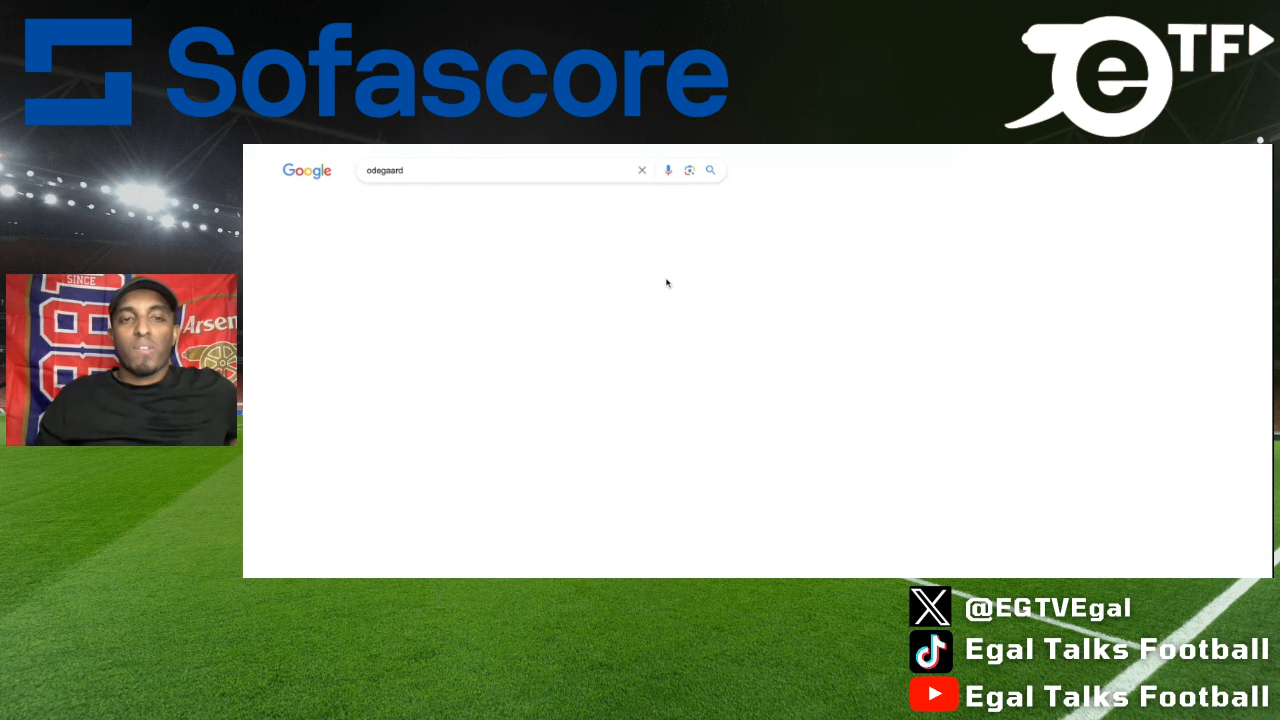 Sofascore
eTF
Google
odegaard
SINCE
Arsen
@EGTVEgal
Egal Talks Football
Egal Talks Football